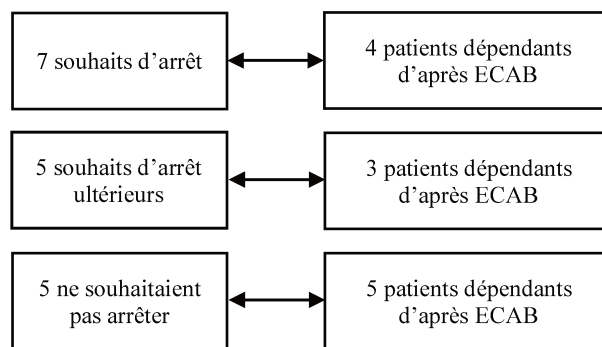 7 souhaits d'arrêt
4 patients dépendants
d'après ECAB
5 souhaits d'arrêt
ultérieurs
3 patients dépendants
d'après ECAB
5 ne souhaitaient
pas arrêter
5 patients dépendants
d'après ECAB